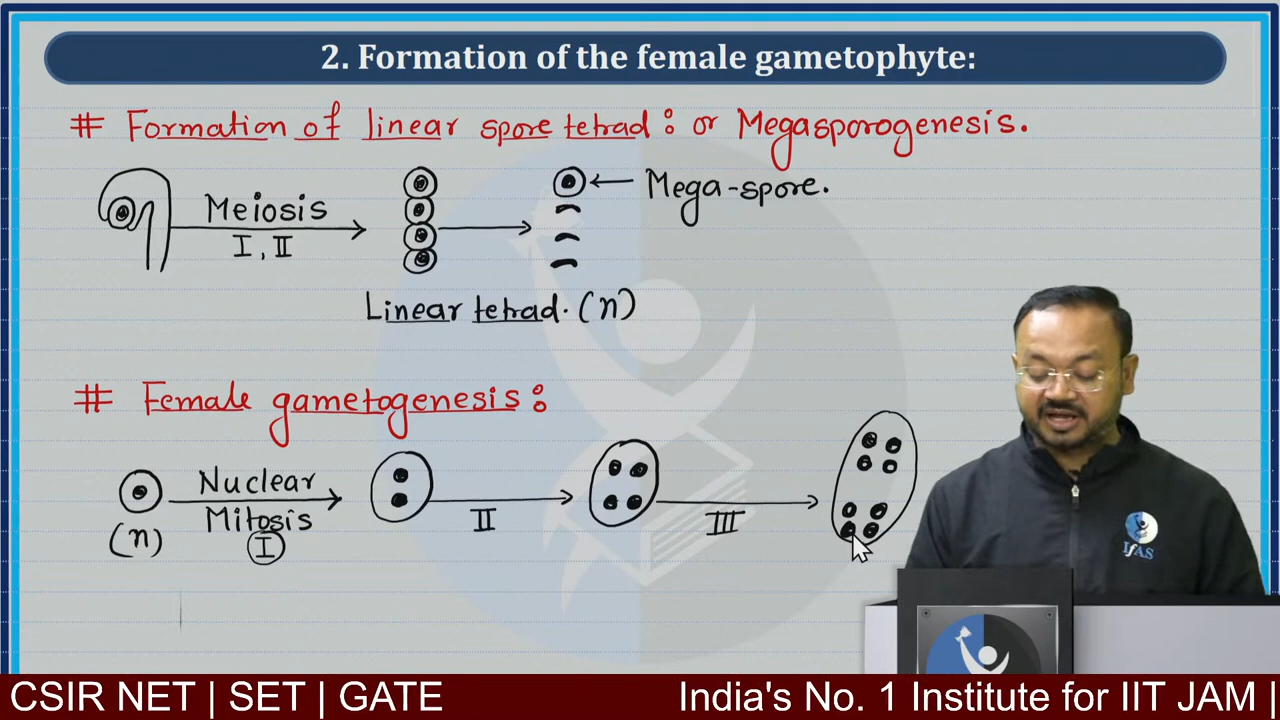 2. Formation of the female gametophyte:
# Formation of linear spore tetrad : or Megasporogenesis.
Meiosis
I, II
← Mega-spore.
Linear tetrad. (n)
# Female gametogenesis :
Nuclear
Mitosis
I
(n)
II
III
IFAS
CSIR NET | SET | GATE
India's No. 1 Institute for IIT JAM |